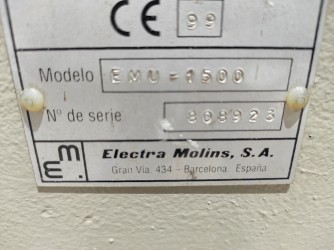 CE 99
Modelo EMU-1500
Nº de serie 808923
Electra Molins, S.A.
Gran Vía. 434 - Barcelona España